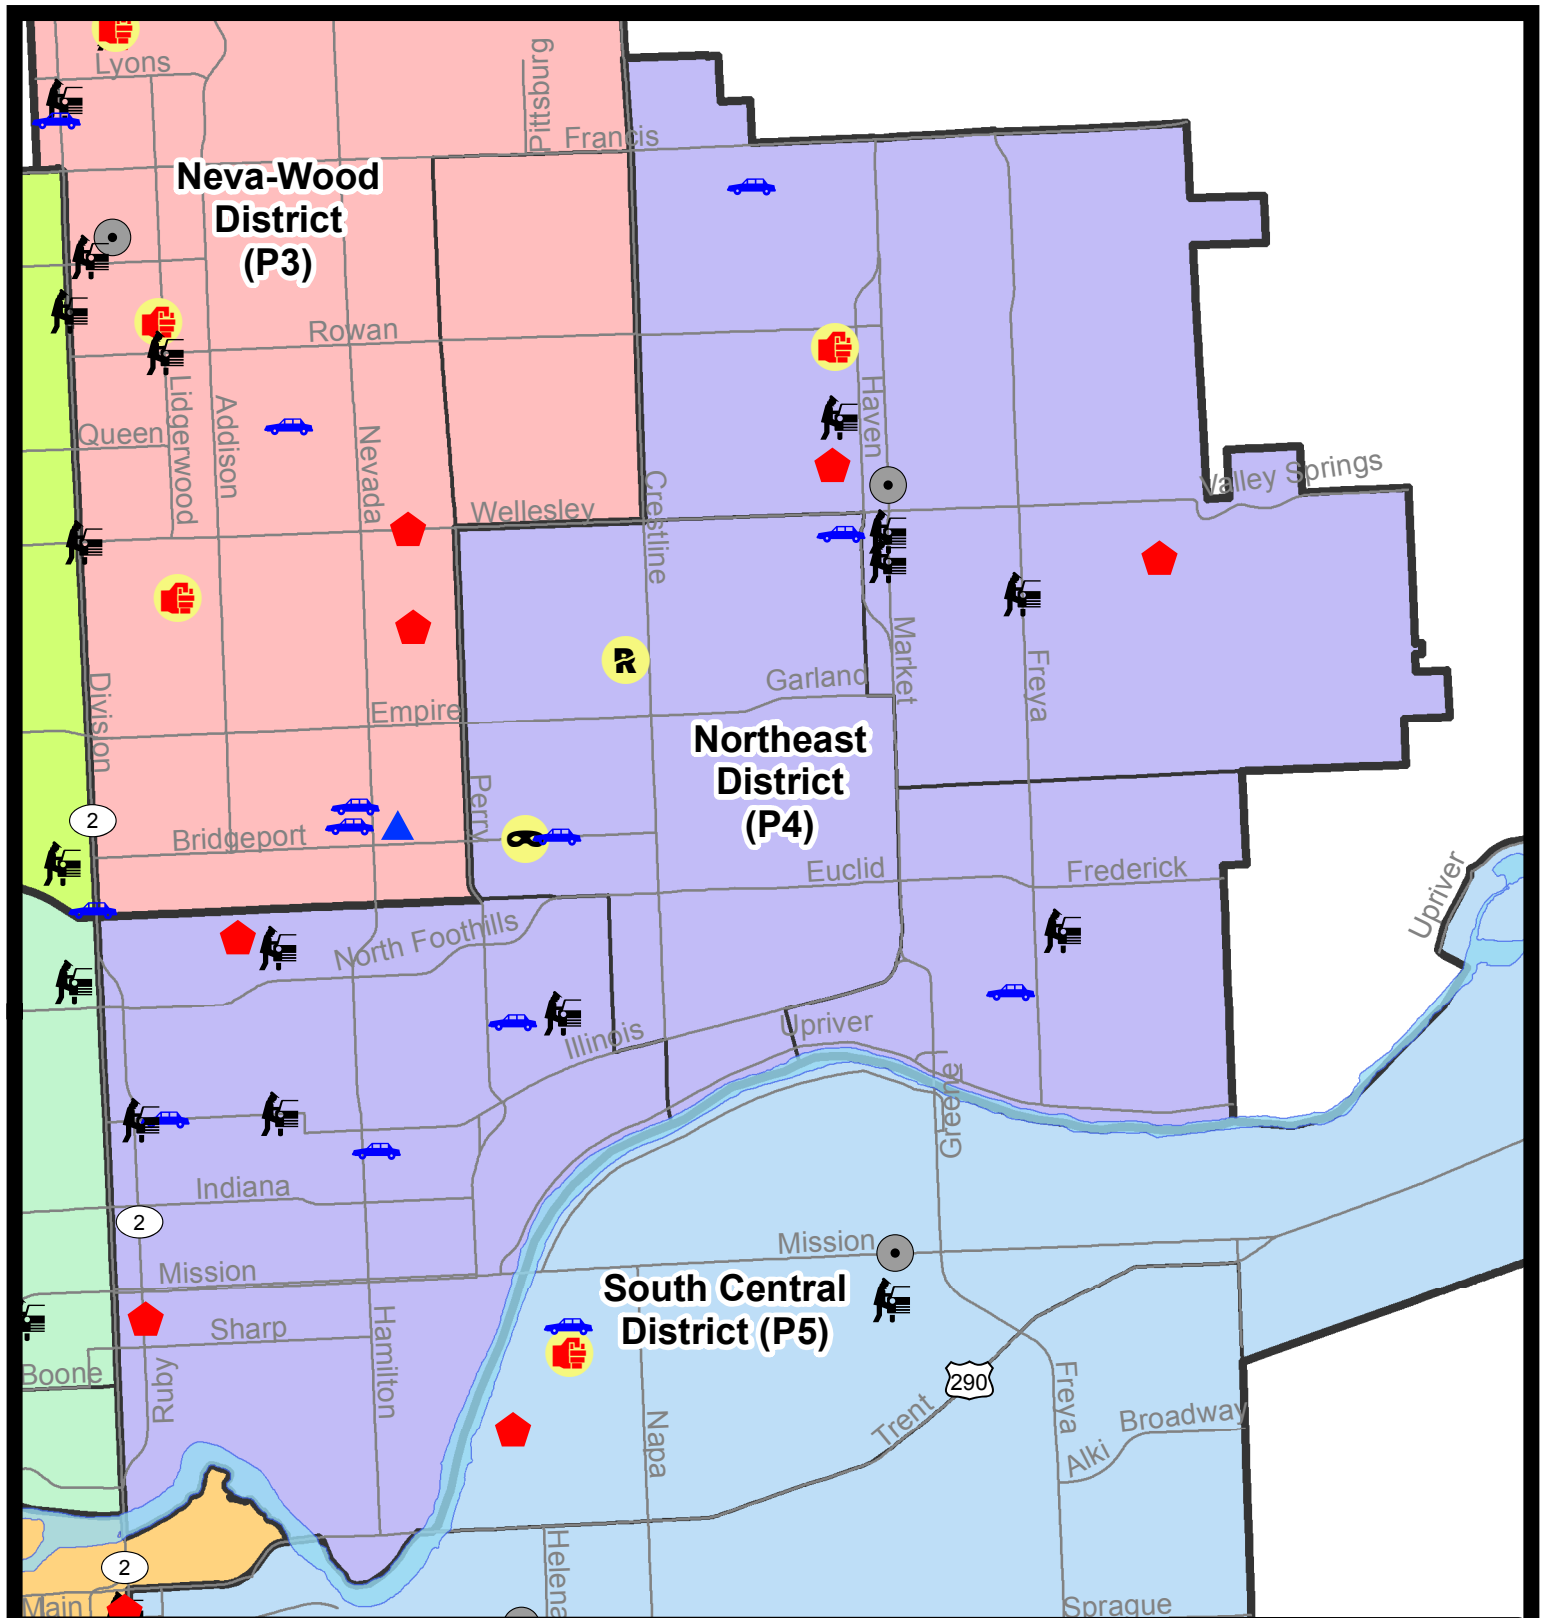 Lyons
Pittsburg
Francis
Neva-Wood
District
(P3)
Rowan
Lidgerwood
Addison
Queen
Nevada
Haven
Wellesley
Crestline
Valley Springs
Division
Empire
Garland
Market
Freya
Northeast
District
(P4)
Perry
2
Bridgeport
Euclid
Frederick
Upriver
North Foothills
Illinois
Upriver
Greene
Indiana
2
Mission
Mission
South Central
District (P5)
Sharp
Hamilton
Boone
Ruby
290
Freya
Napa
Trent
Broadway
Alki
Helena
2
Main
Sprague
R